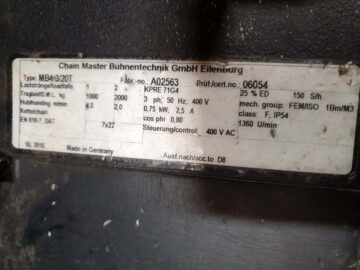 Chain Master Bühnentechnik GmbH Eilenburg
Type: MB4-3/20T Fabr.-no.: A02563 Prüf/cert.no.: 06054
Laststränge/loadfalls 1 2 KPRE 71G4 25 % ED 150 S/h
Tragkraft/S.W.L kg 1000 2000 3 ph; 50 Hz; 400 V mech. group: FEM/ISO 1Bm/M3
m/min 4,0 2,0 0,75 kW; 2,5 A class: F, IP54
Kette/chain cos phi 0,80 1360 U/min
EN 818-7, DAT 7x22 Steuerung/control: 400 V AC
Bj. 2010
Made in Germany Ausf.nach/acc.to D8